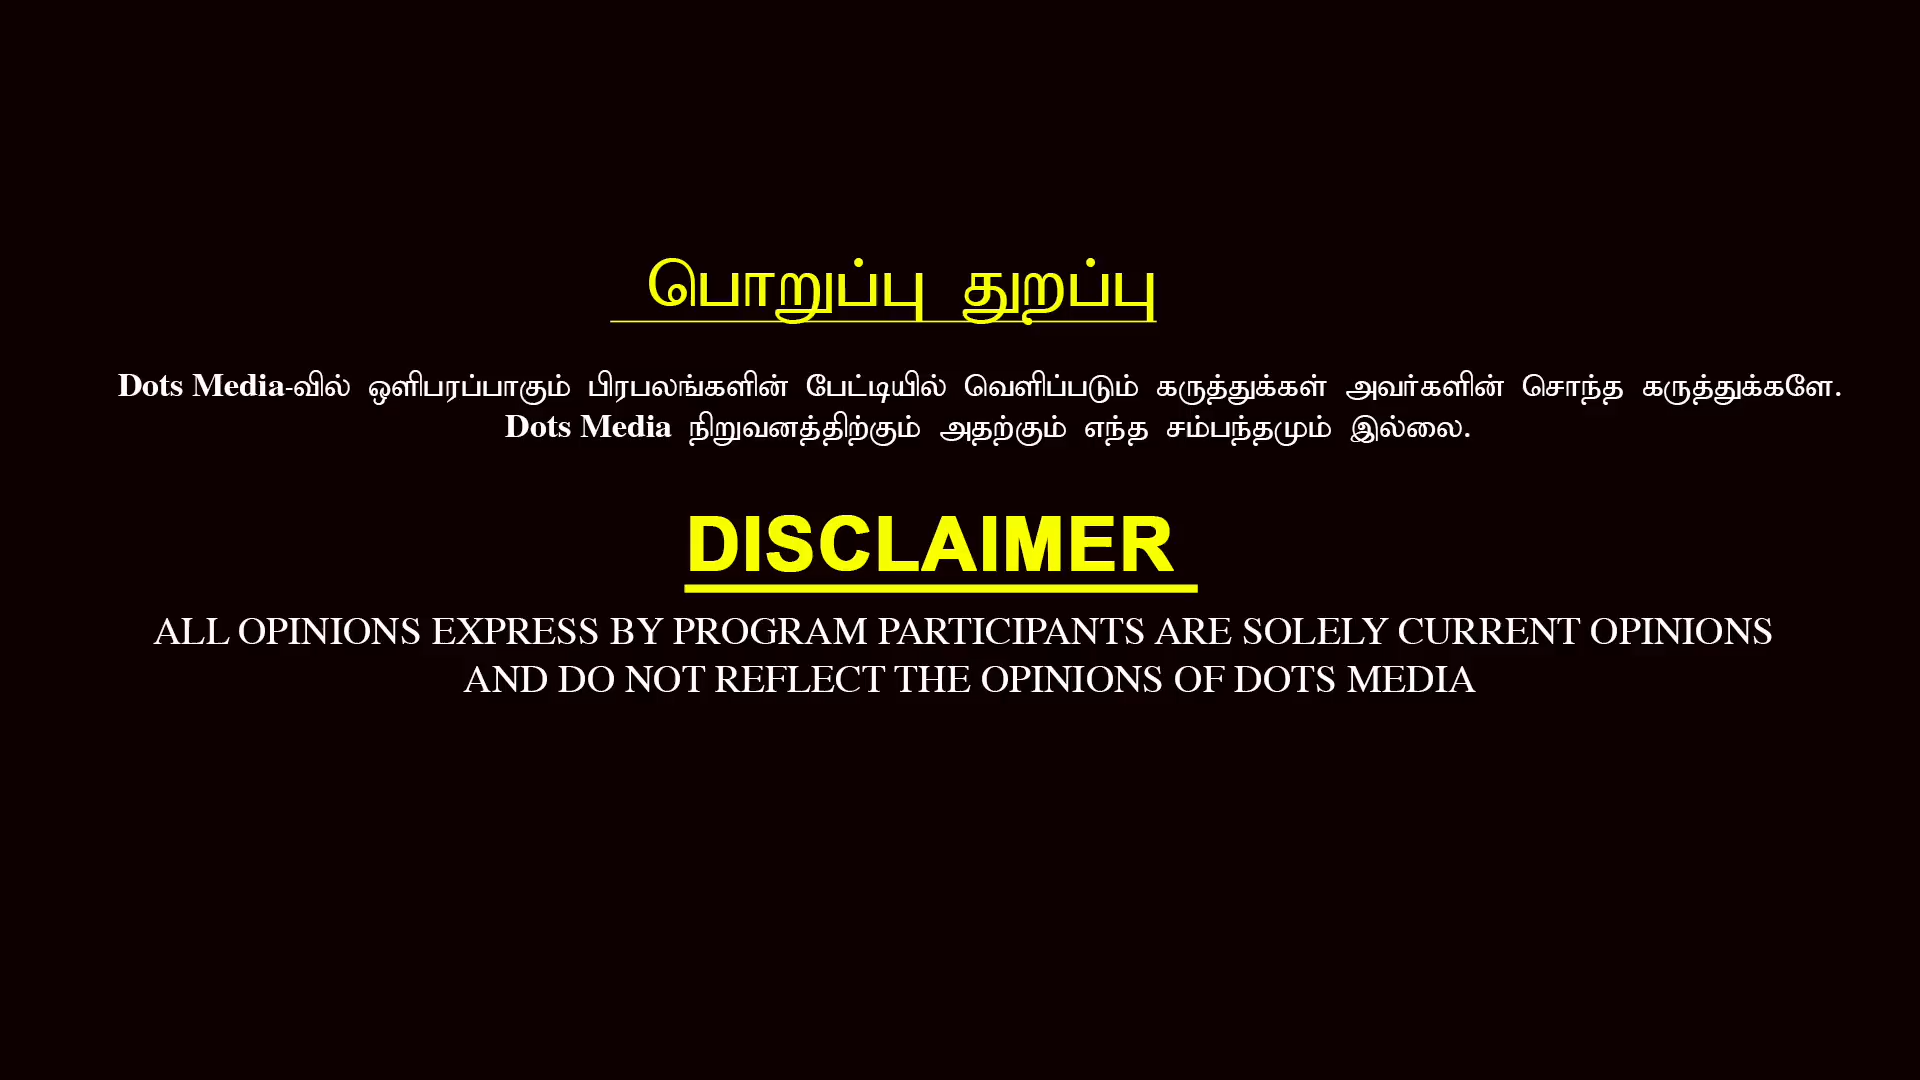 பொறுப்பு துறப்பு
Dots Media-வில் ஒளிபரப்பாகும் பிரபலங்களின் பேட்டியில் வெளிப்படும் கருத்துக்கள் அவர்களின் சொந்த கருத்துக்களே.
Dots Media நிறுவனத்திற்கும் அதற்கும் எந்த சம்பந்தமும் இல்லை.
DISCLAIMER
ALL OPINIONS EXPRESS BY PROGRAM PARTICIPANTS ARE SOLELY CURRENT OPINIONS
AND DO NOT REFLECT THE OPINIONS OF DOTS MEDIA